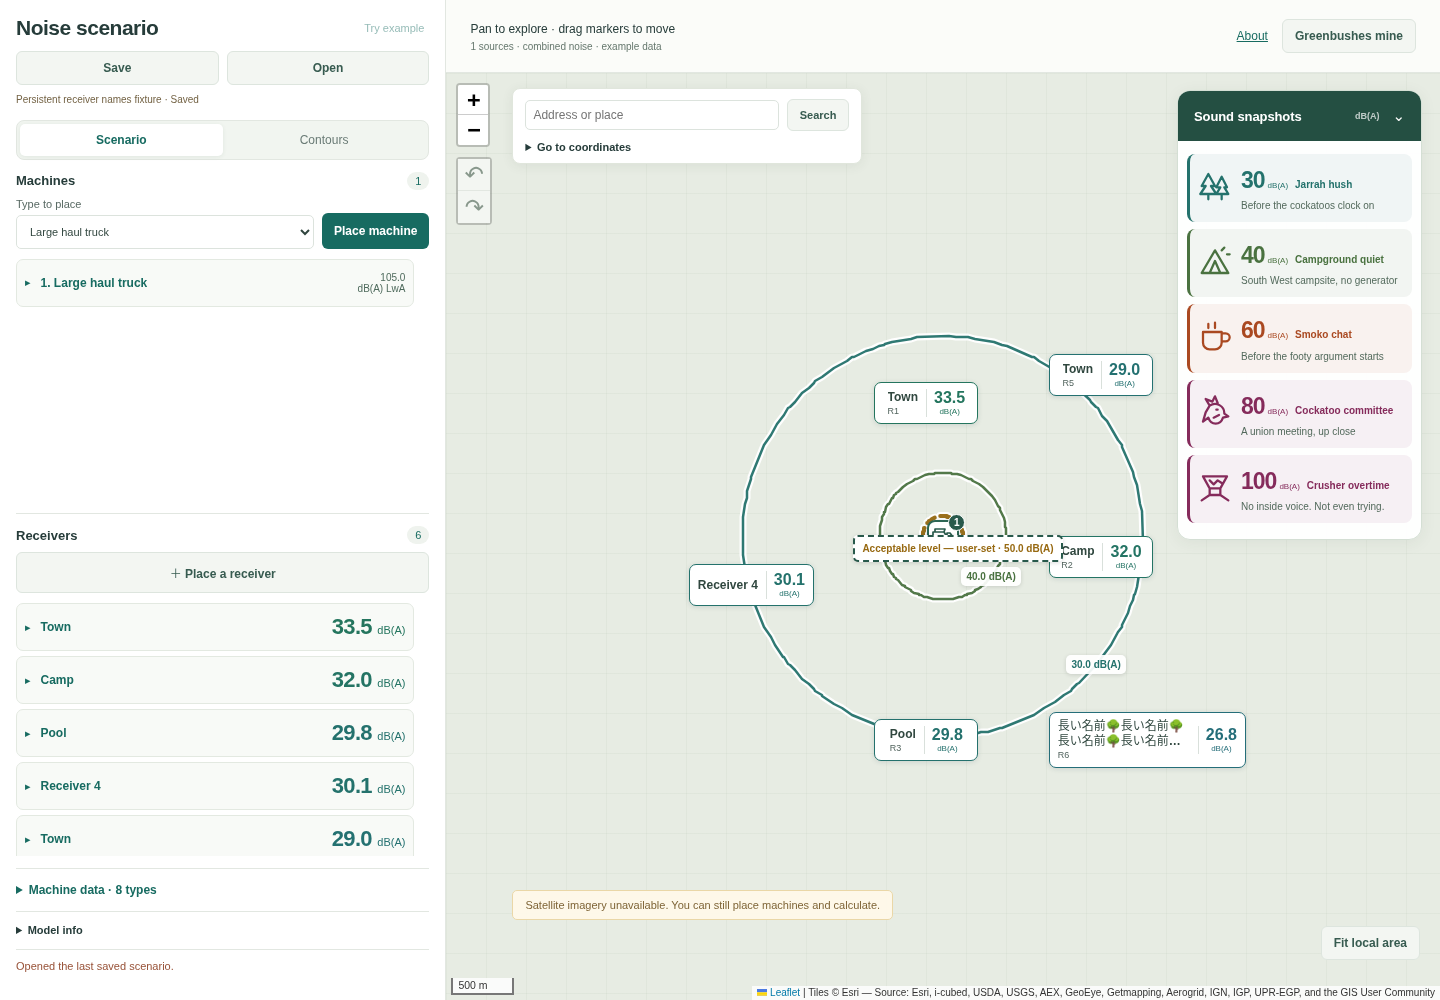 Noise scenario
Try example
Save
Open
Persistent receiver names fixture · Saved
Scenario
Contours
Machines
1
Type to place
Large haul truck
Place machine
1. Large haul truck
105.0
dB(A) LwA
Receivers
6
+ Place a receiver
Town
33.5 dB(A)
Camp
32.0 dB(A)
Pool
29.8 dB(A)
Receiver 4
30.1 dB(A)
Town
29.0 dB(A)
Machine data · 8 types
Model info
Opened the last saved scenario.
Pan to explore · drag markers to move
1 sources · combined noise · example data
About
Greenbushes mine
+
−
Address or place
Search
Go to coordinates
Sound snapshots
dB(A)
30 dB(A) Jarrah hush
Before the cockatoos clock on
40 dB(A) Campground quiet
South West campsite, no generator
60 dB(A) Smoko chat
Before the footy argument starts
80 dB(A) Cockatoo committee
A union meeting, up close
100 dB(A) Crusher overtime
No inside voice. Not even trying.
Town
R5
29.0
dB(A)
Town
R1
33.5
dB(A)
1
Acceptable level — user-set · 50.0 dB(A)
Camp
R2
32.0
dB(A)
40.0 dB(A)
Receiver 4
30.1
dB(A)
30.0 dB(A)
Pool
R3
29.8
dB(A)
長い名前🌳長い名前🌳
長い名前🌳長い名前…
R6
26.8
dB(A)
Satellite imagery unavailable. You can still place machines and calculate.
Fit local area
500 m
Leaflet | Tiles © Esri — Source: Esri, i-cubed, USDA, USGS, AEX, GeoEye, Getmapping, Aerogrid, IGN, IGP, UPR-EGP, and the GIS User Community